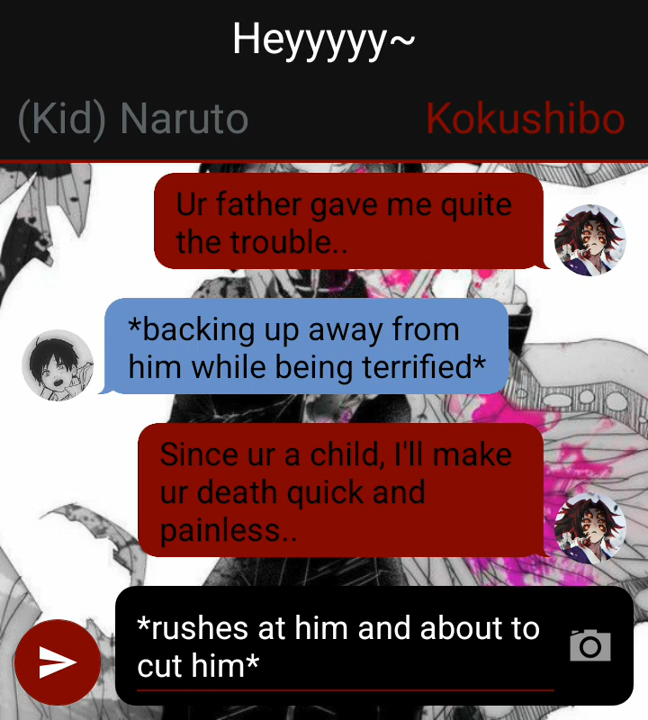 Heyyyyy~
(Kid) Naruto Kokushibo
Ur father gave me quite
the trouble..
*backing up away from
him while being terrified*
Since ur a child, I'll make
ur death quick and
painless..
*rushes at him and about to
cut him*